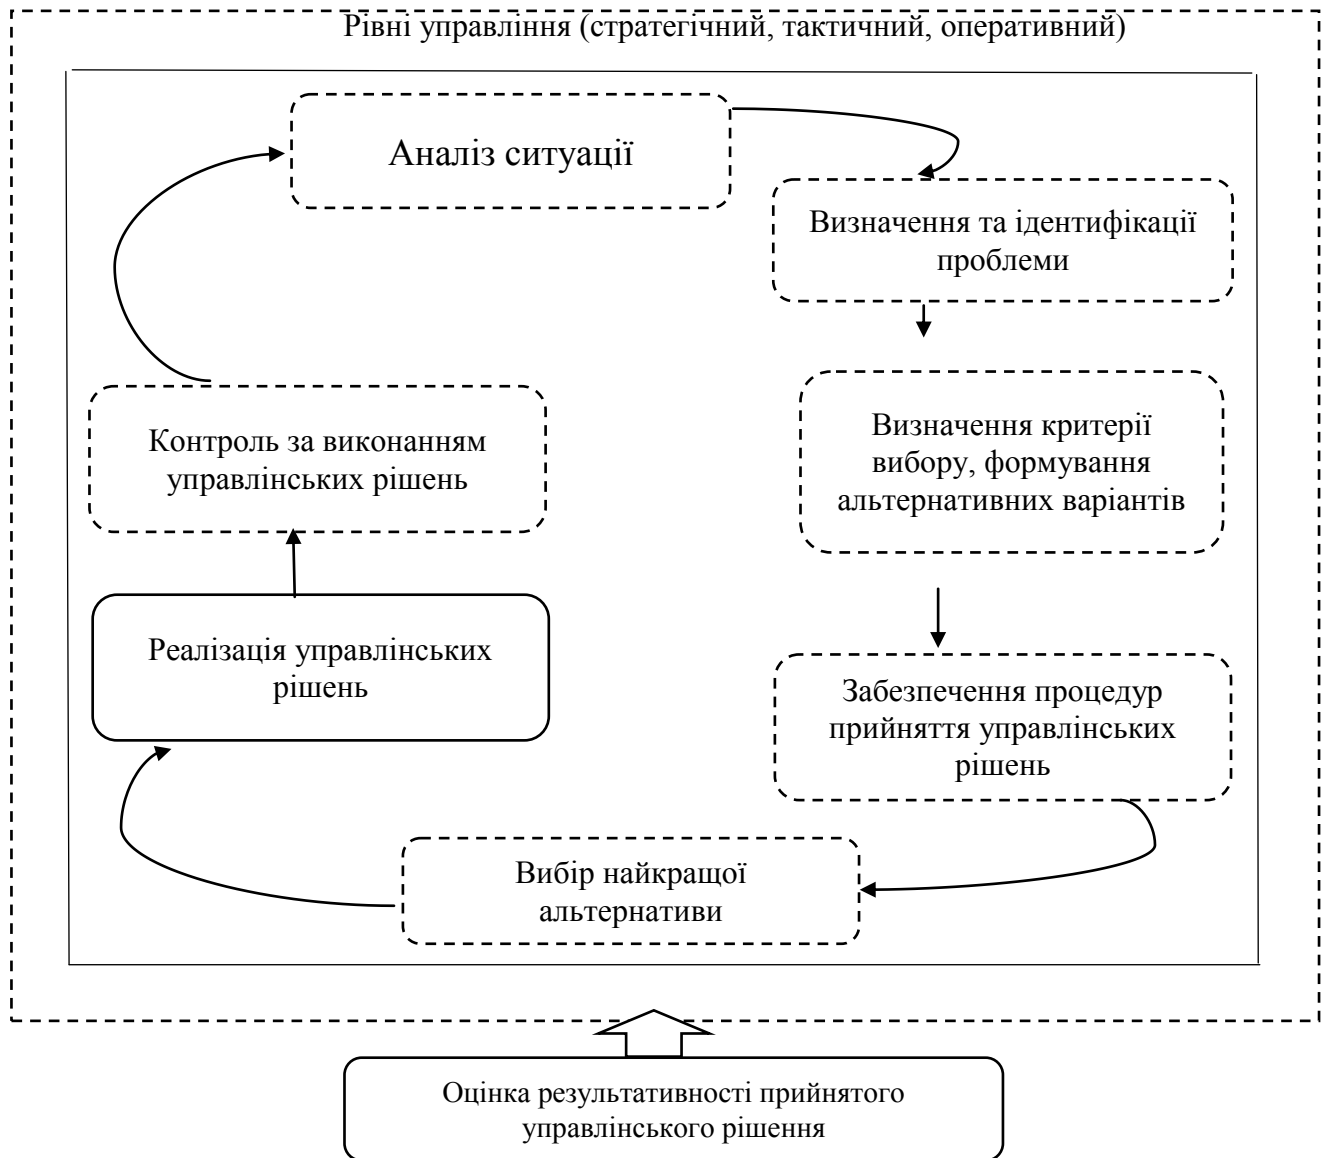 Рівні управління (стратегічний, тактичний, оперативний)
Аналіз ситуації
Визначення та ідентифікації
проблеми
Визначення критерії
вибору, формування
альтернативних варіантів
Забезпечення процедур
прийняття управлінських
рішень
Вибір найкращої
альтернативи
Реалізація управлінських
рішень
Контроль за виконанням
управлінських рішень
Оцінка результативності прийнятого
управлінського рішення